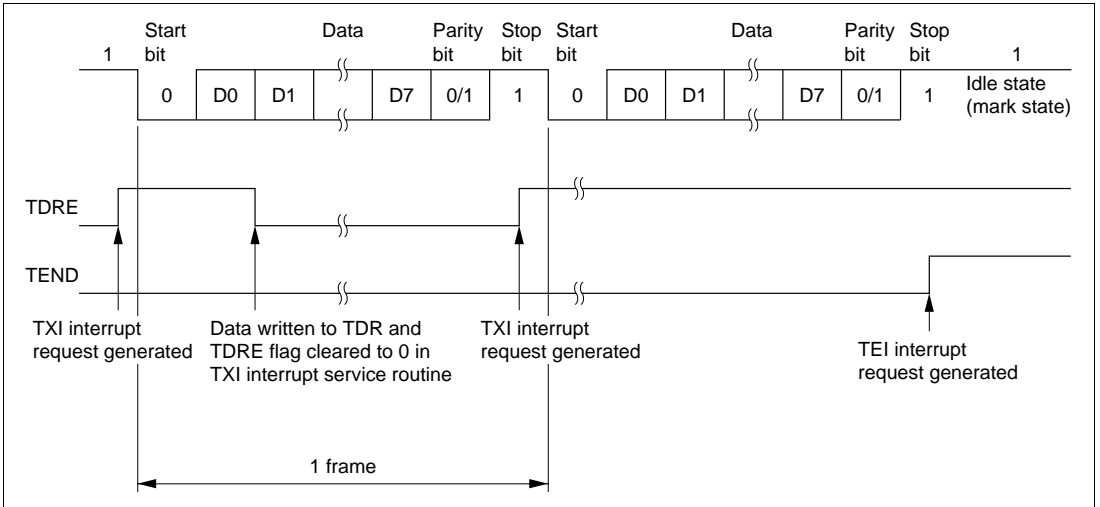 Start Data Parity Stop Start Data Parity Stop
1 bit bit bit bit bit bit 1
0 D0 D1 D7 0/1 1 0 D0 D1 D7 0/1 1 Idle state
(mark state)
TDRE
TEND
TXI interrupt
request generated
Data written to TDR and
TDRE flag cleared to 0 in
TXI interrupt service routine
TXI interrupt
request generated
TEI interrupt
request generated
1 frame